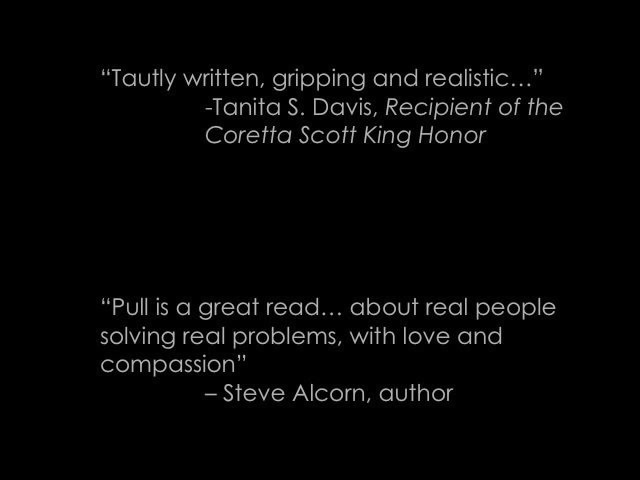 “Tautly written, gripping and realistic…”
-Tanita S. Davis, Recipient of the
Coretta Scott King Honor
“Pull is a great read… about real people
solving real problems, with love and
compassion”
– Steve Alcorn, author